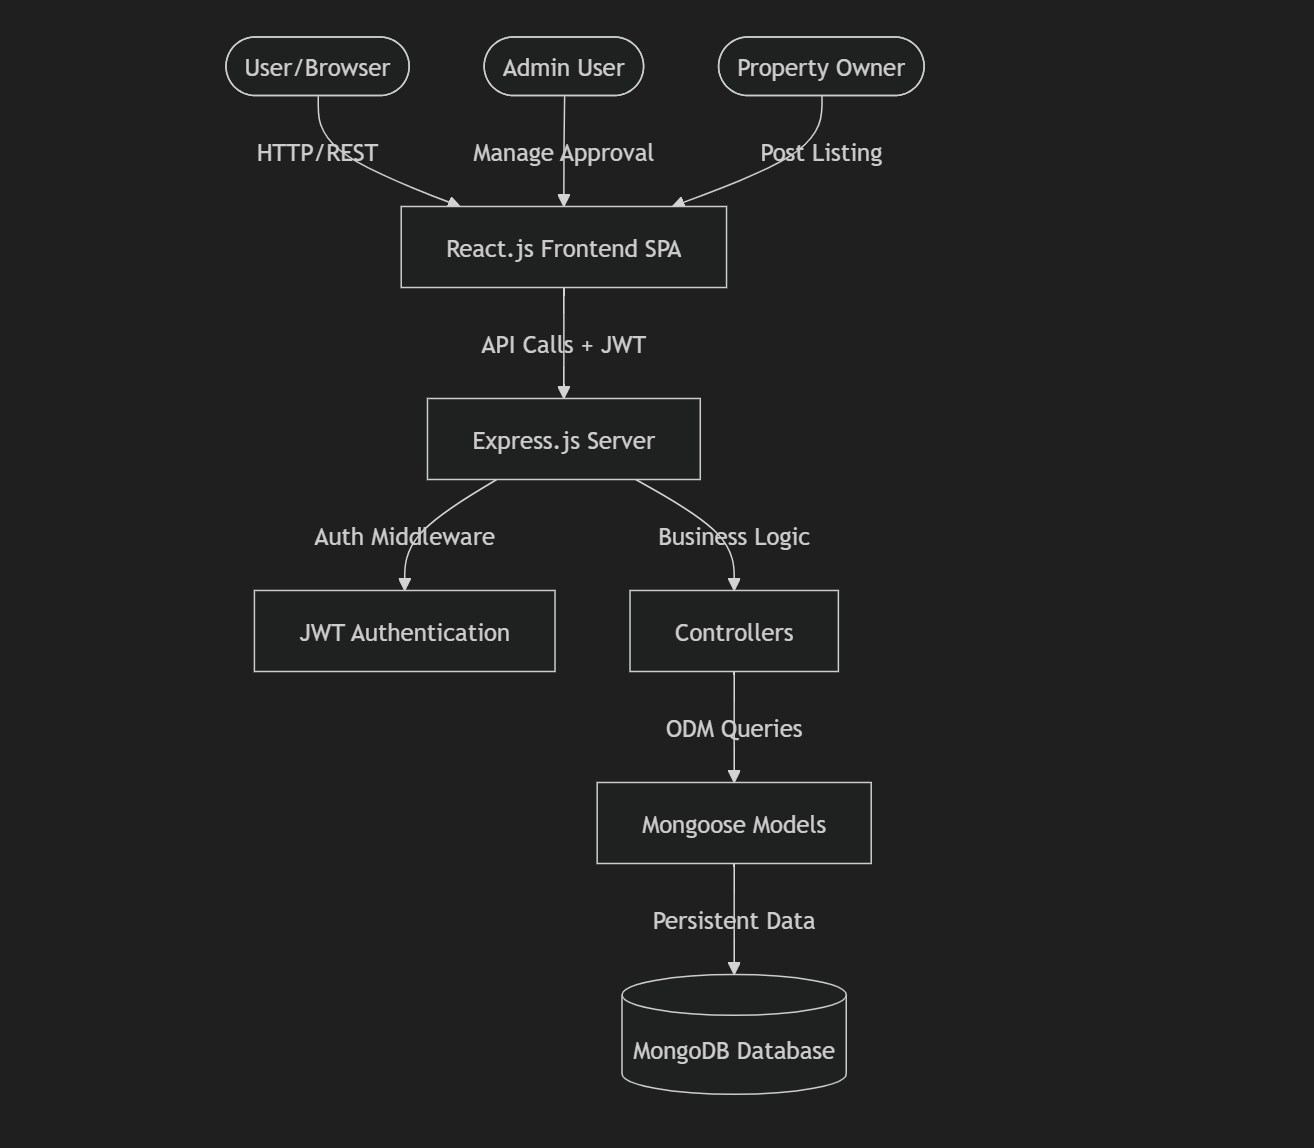 User/Browser
Admin User
Property Owner
HTTP/REST
Manage Approval
Post Listing
React.js Frontend SPA
API Calls + JWT
Express.js Server
Auth Middleware
Business Logic
JWT Authentication
Controllers
ODM Queries
Mongoose Models
Persistent Data
MongoDB Database